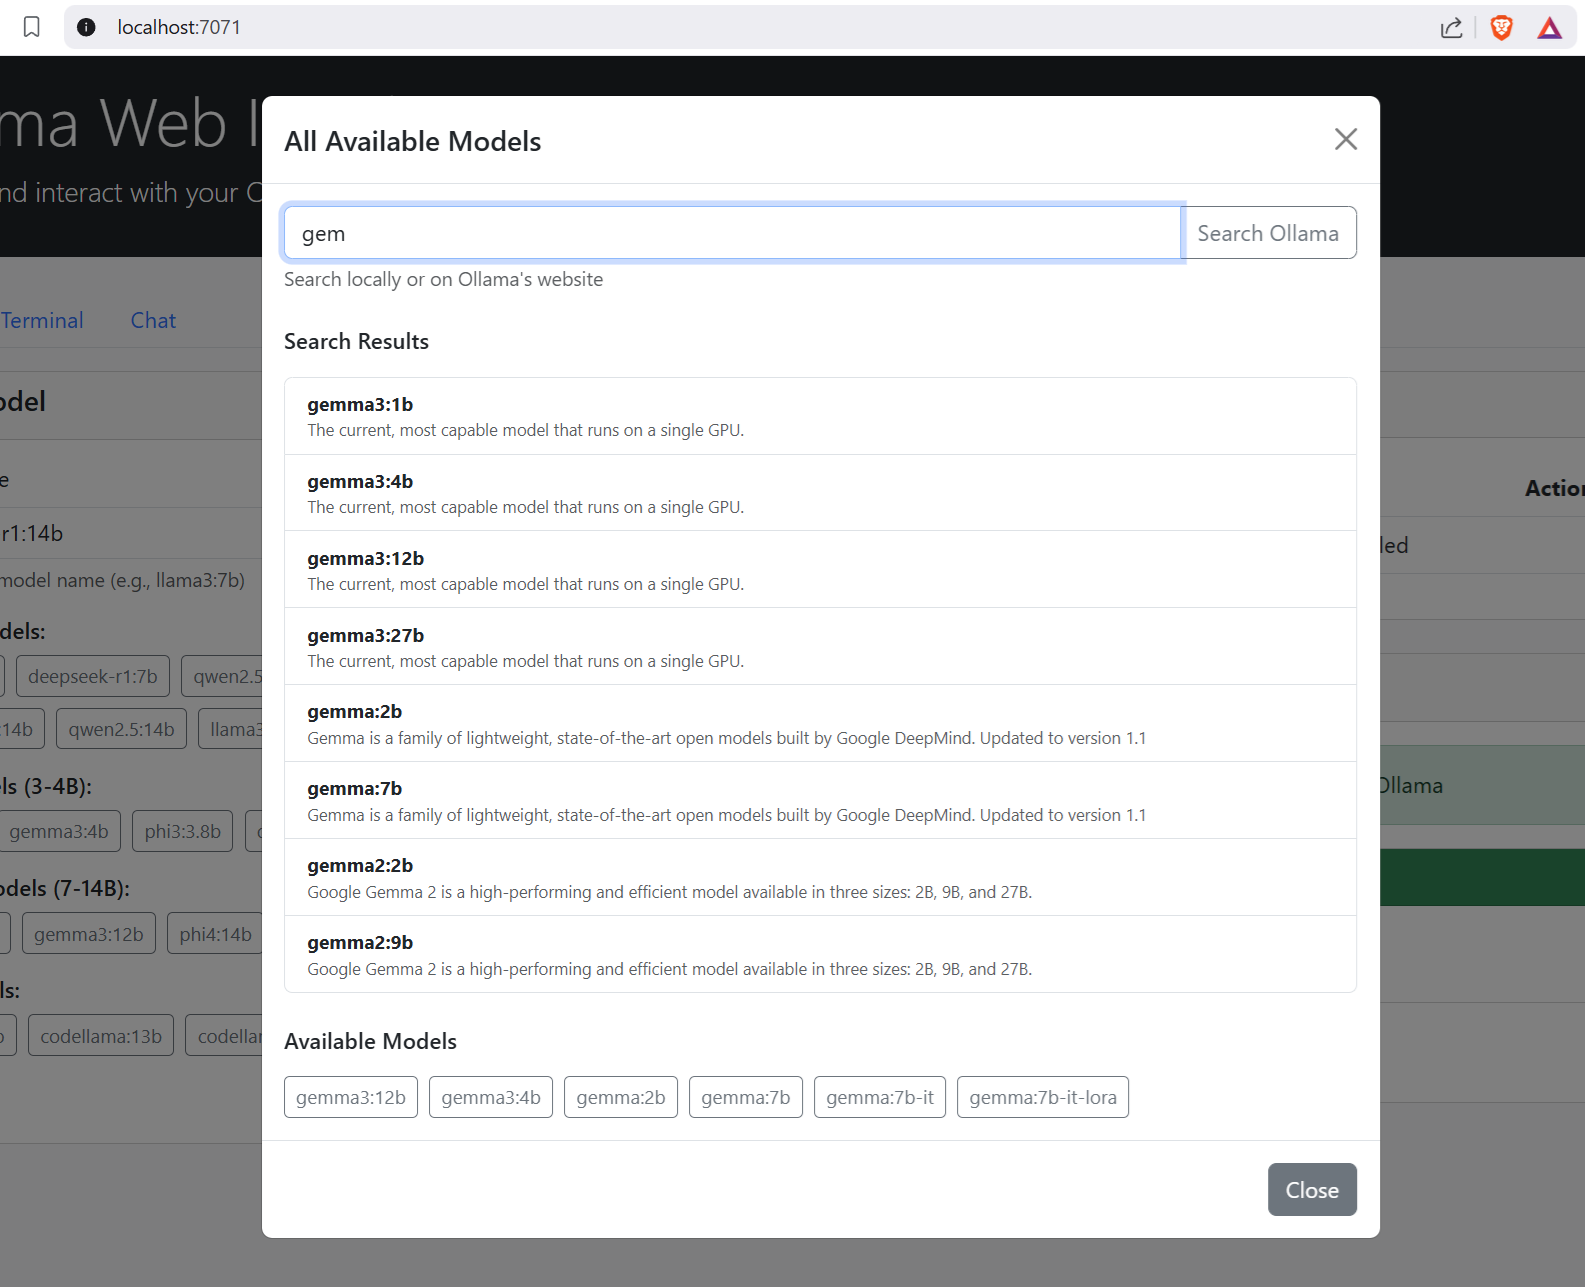 localhost:7071
ma Web I
nd interact with your O
Terminal
Chat
odel
e
r1:14b
model name (e.g., llama3:7b)
dels:
deepseek-r1:7b
qwen2.5
:14b
qwen2.5:14b
llama3
ls (3-4B):
gemma3:4b
phi3:3.8b
odels (7-14B):
gemma3:12b
phi4:14b
ls:
codellama:13b
codellar
All Available Models
gem
Search Ollama
Search locally or on Ollama's website
Search Results
gemma3:1b
The current, most capable model that runs on a single GPU.
gemma3:4b
The current, most capable model that runs on a single GPU.
gemma3:12b
The current, most capable model that runs on a single GPU.
gemma3:27b
The current, most capable model that runs on a single GPU.
gemma:2b
Gemma is a family of lightweight, state-of-the-art open models built by Google DeepMind. Updated to version 1.1
gemma:7b
Gemma is a family of lightweight, state-of-the-art open models built by Google DeepMind. Updated to version 1.1
gemma2:2b
Google Gemma 2 is a high-performing and efficient model available in three sizes: 2B, 9B, and 27B.
gemma2:9b
Google Gemma 2 is a high-performing and efficient model available in three sizes: 2B, 9B, and 27B.
Available Models
gemma3:12b
gemma3:4b
gemma:2b
gemma:7b
gemma:7b-it
gemma:7b-it-lora
Close
Action
led
Ollama